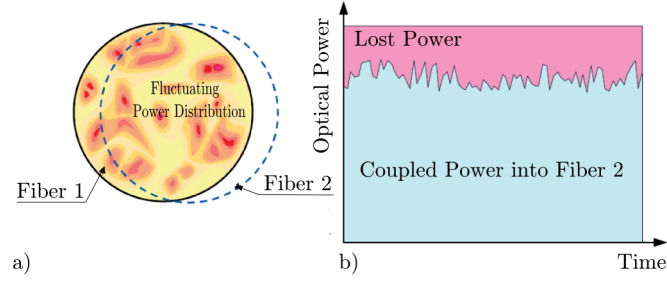 Fluctuating
Power Distribution
Fiber 1
Fiber 2
a)
Optical Power
Lost Power
Coupled Power into Fiber 2
b)
Time